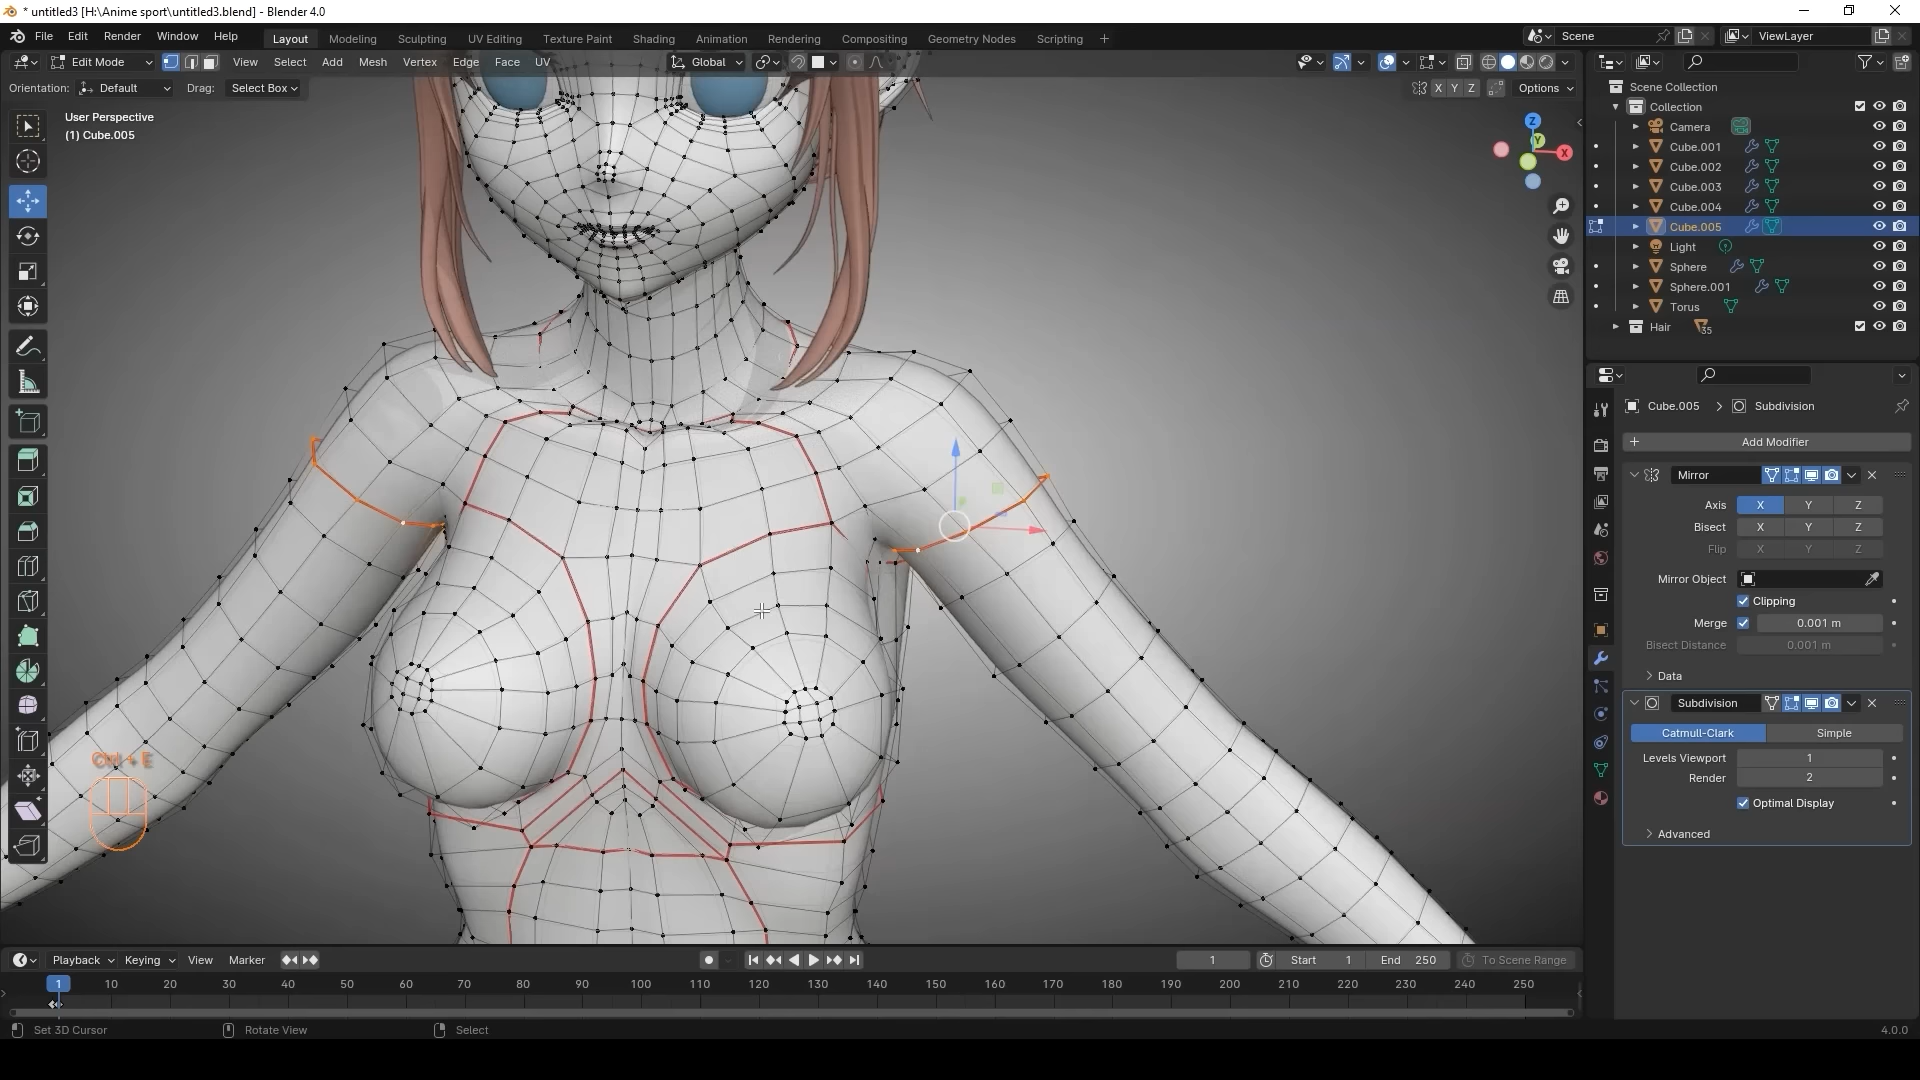 * untitled3 [H:\Anime sport\untitled3.blend] - Blender 4.0
File Edit Render Window Help Layout Modeling Sculpting UV Editing Texture Paint Shading Animation Rendering Compositing Geometry Nodes Scripting + Scene ViewLayer
Edit Mode View Select Add Mesh Vertex Edge Face UV Global
Orientation: Default Drag: Select Box X Y Z Options
User Perspective
(1) Cube.005
Z
Y
X
Ctrl + E
Scene Collection
Collection
Camera
Cube.001
Cube.002
Cube.003
Cube.004
Cube.005
Light
Sphere
Sphere.001
Torus
Hair 35
Cube.005 > Subdivision
+ Add Modifier
Mirror
Axis X Y Z
Bisect X Y Z
Flip X Y Z
Mirror Object
Clipping
Merge 0.001 m
Bisect Distance 0.001 m
Data
Subdivision
Catmull-Clark Simple
Levels Viewport 1
Render 2
Optimal Display
Advanced
Playback Keying View Marker 1 Start 1 End 250 To Scene Range
1 10 20 30 40 50 60 70 80 90 100 110 120 130 140 150 160 170 180 190 200 210 220 230 240 250
Set 3D Cursor Rotate View Select 4.0.0